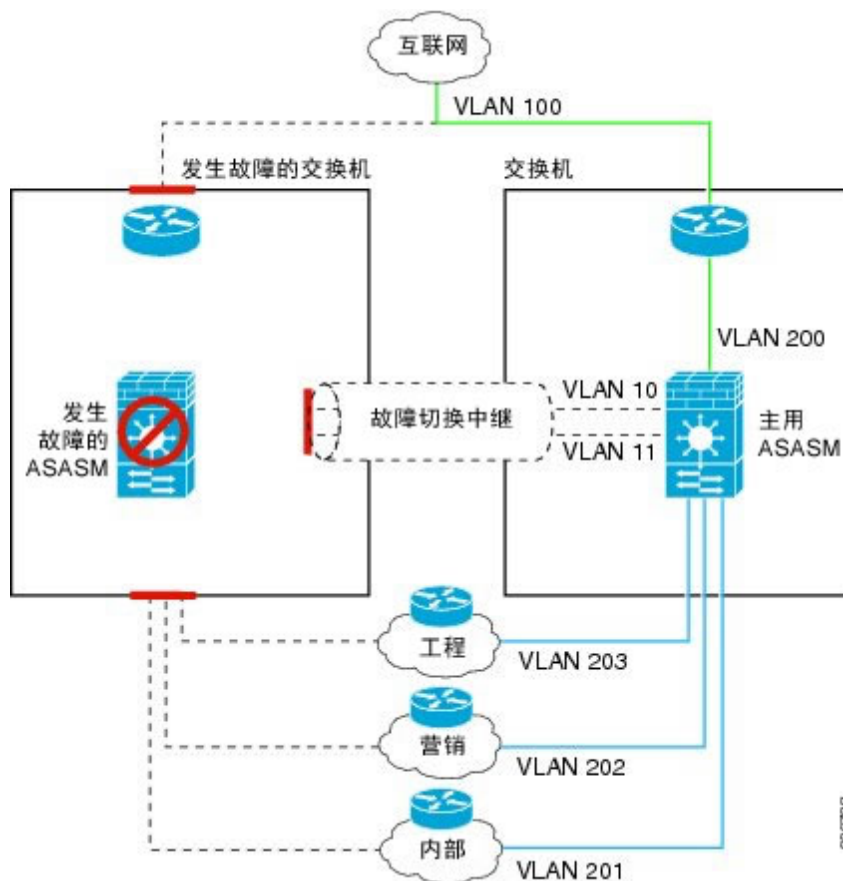 互联网
VLAN 100
发生故障的交换机
交换机
VLAN 200
发生
故障的
ASASM
故障切换中继
VLAN 10
VLAN 11
主用
ASASM
工程
VLAN 203
营销
VLAN 202
内部
VLAN 201